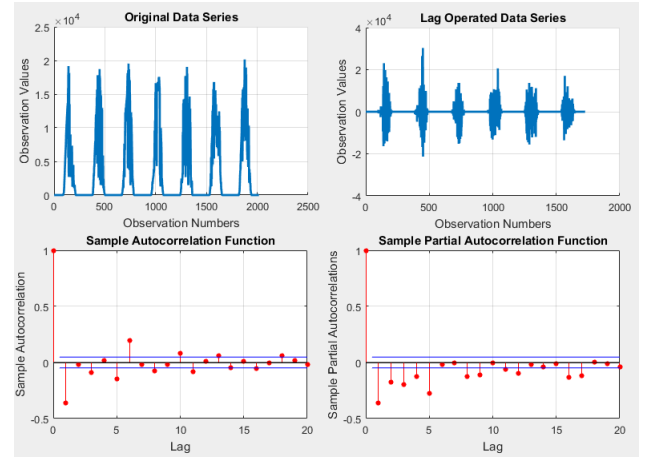 Original Data Series
×10⁴
2.5
2
1.5
1
0.5
0
0 500 1000 1500 2000 2500
Observation Values
Observation Numbers
Lag Operated Data Series
×10⁴
4
2
0
-2
-4
0 500 1000 1500 2000
Observation Values
Observation Numbers
Sample Autocorrelation Function
1
0.5
0
-0.5
0 5 10 15 20
Sample Autocorrelation
Lag
Sample Partial Autocorrelation Function
1
0.5
0
-0.5
0 5 10 15 20
Sample Partial Autocorrelations
Lag